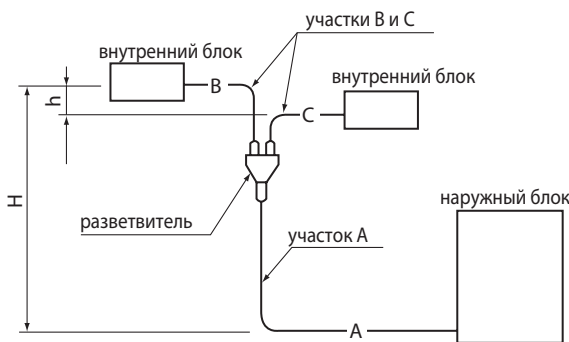 участки B и C
внутренний блок
B
внутренний блок
h
C
H
наружный блок
разветвитель
участок A
A